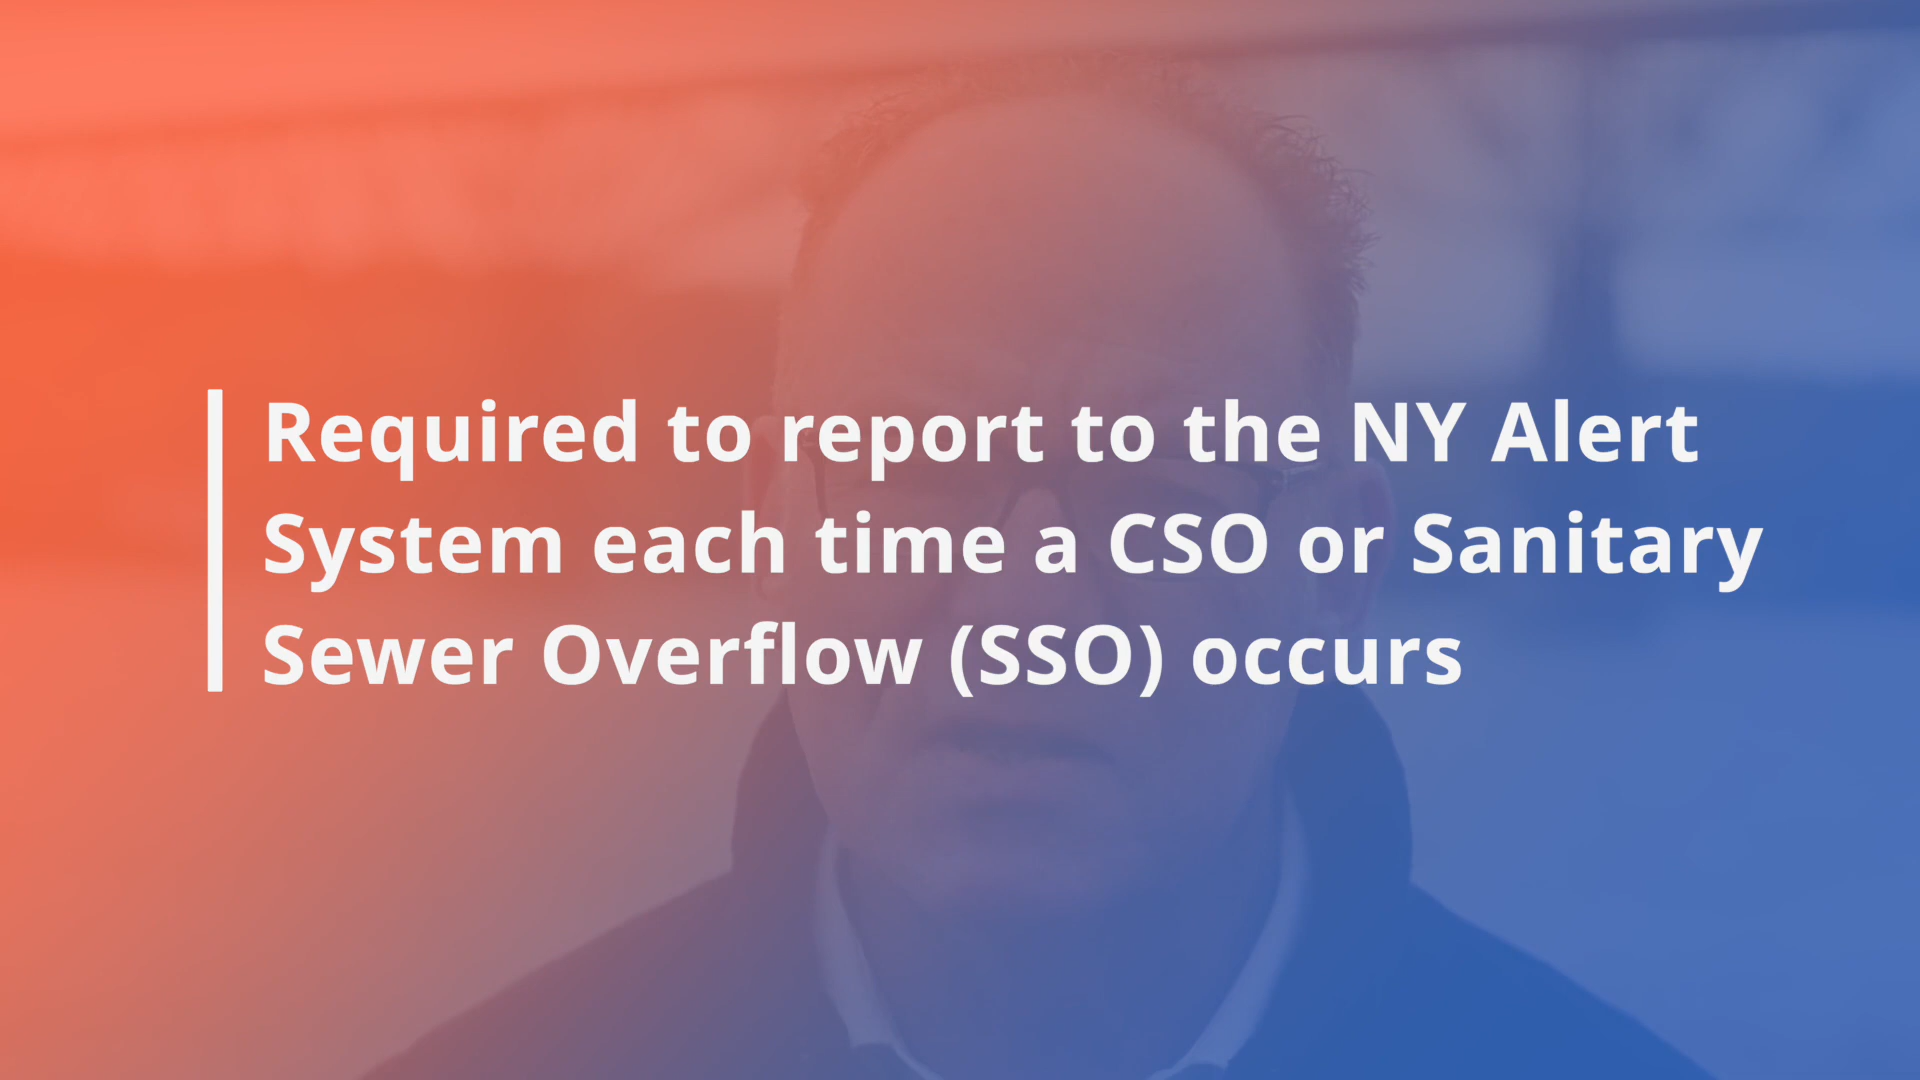 Required to report to the NY Alert
System each time a CSO or Sanitary
Sewer Overflow (SSO) occurs